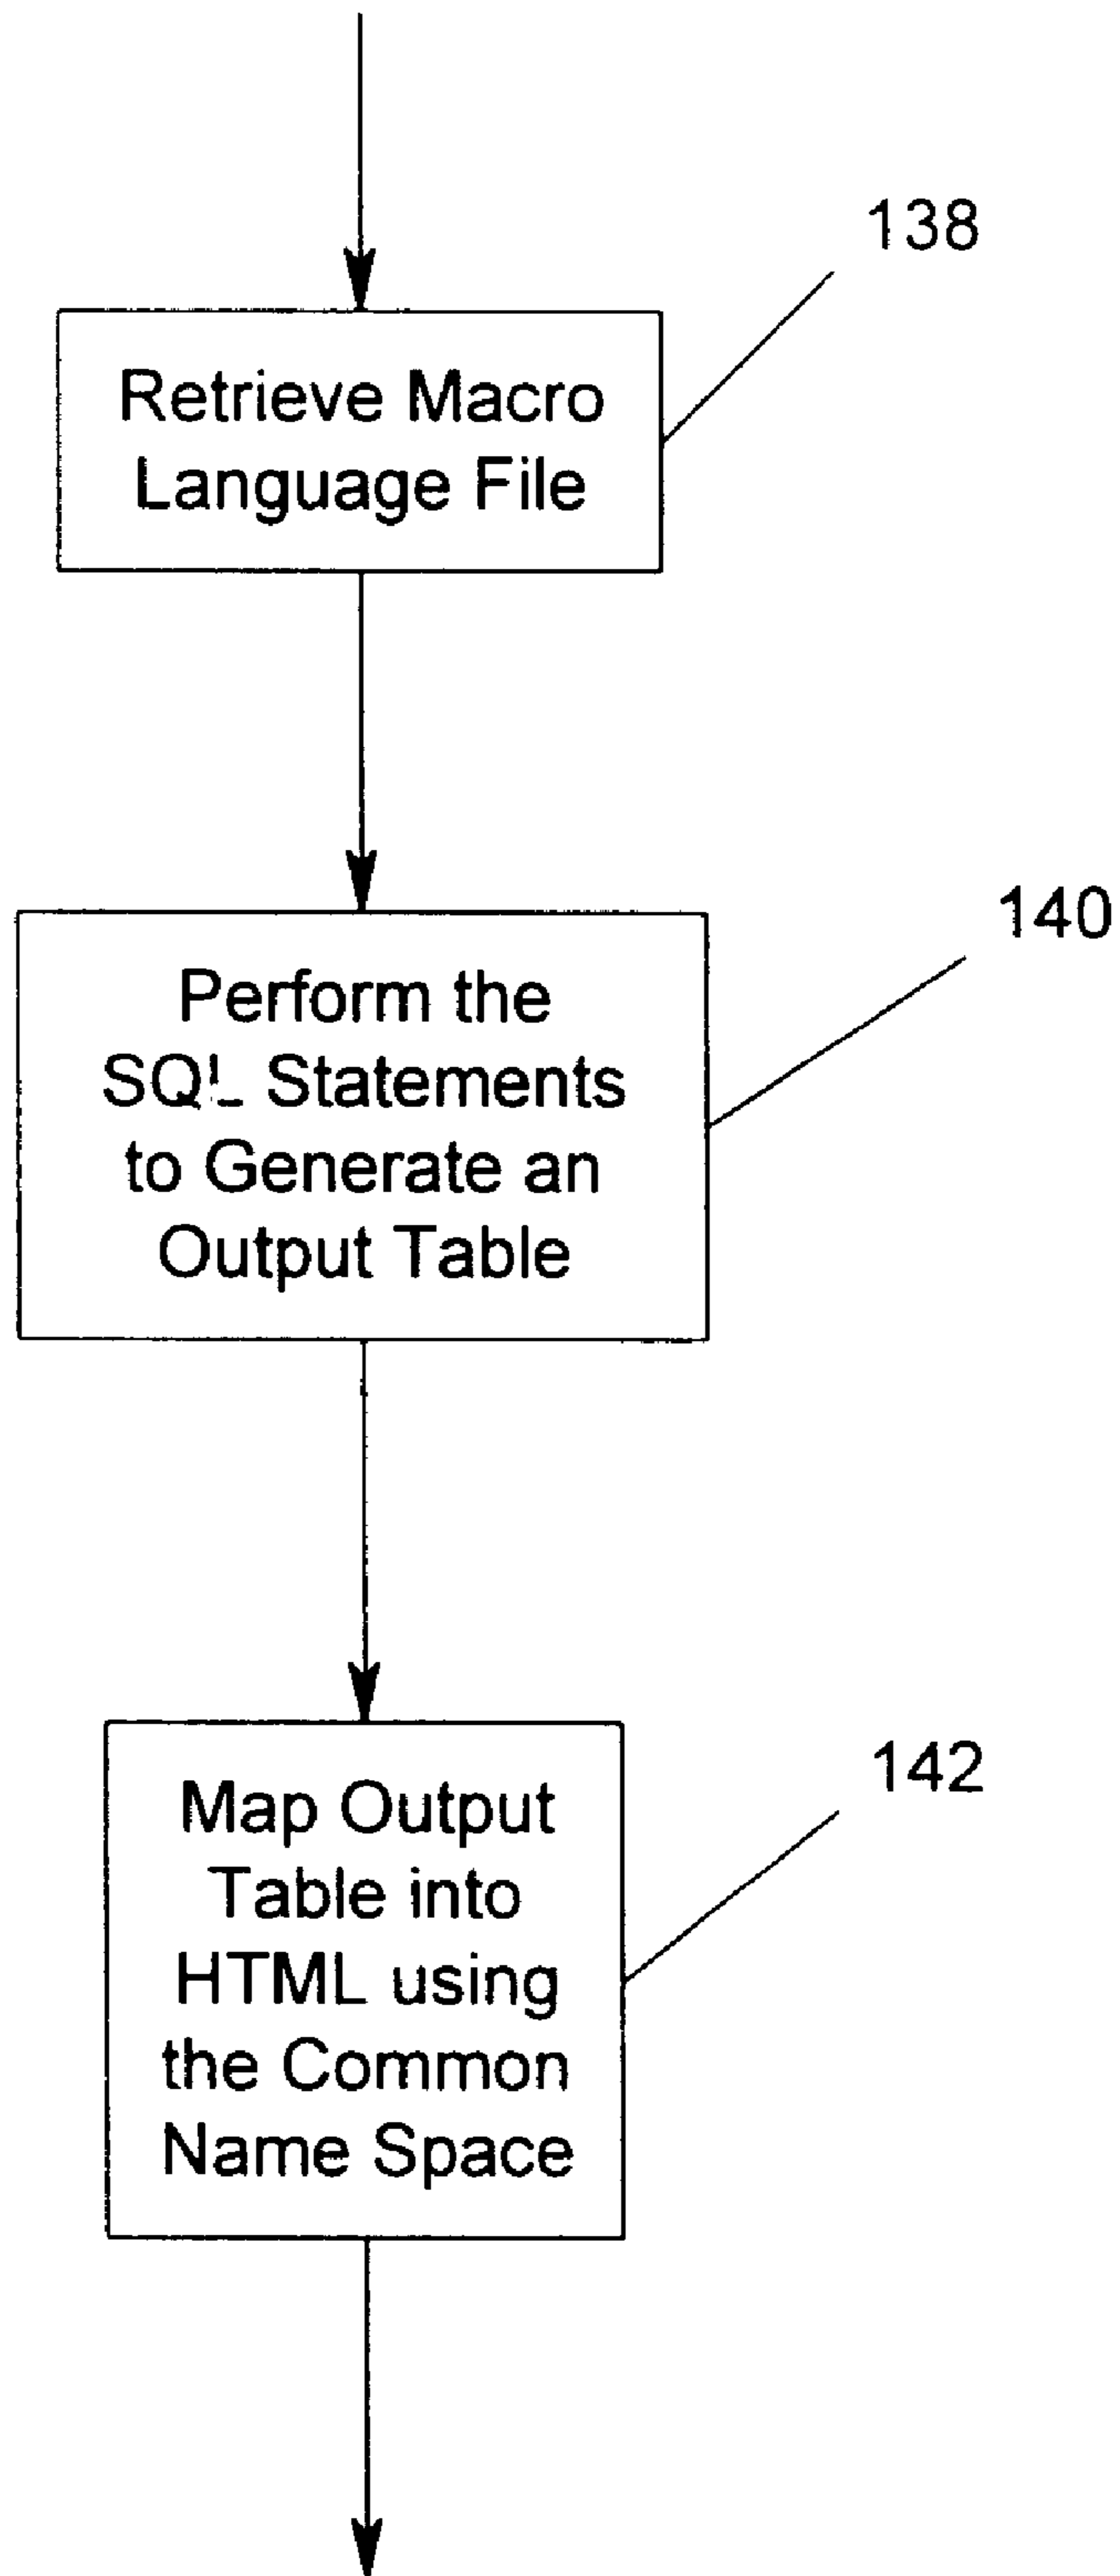 138
Retrieve Macro
Language File
140
Perform the
SQL Statements
to Generate an
Output Table
142
Map Output
Table into
HTML using
the Common
Name Space